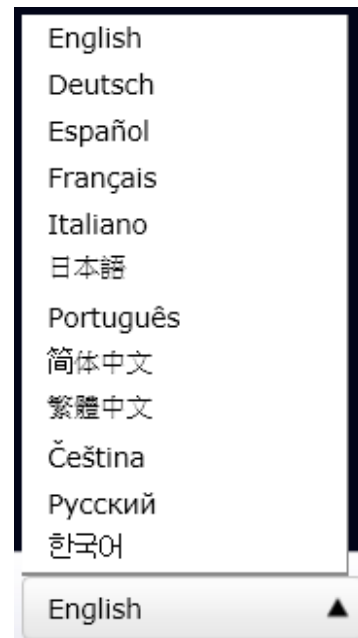 English
Deutsch
Español
Français
Italiano
日本語
Português
简体中文
繁體中文
Čeština
Русский
한국어
English